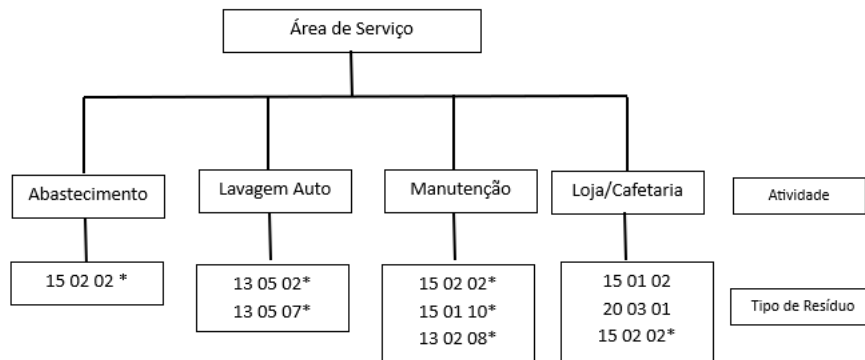 Área de Serviço
Abastecimento
Lavagem Auto
Manutenção
Loja/Cafetaria
Atividade
15 02 02 *
13 05 02*
13 05 07*
15 02 02*
15 01 10*
13 02 08*
15 01 02
20 03 01
15 02 02*
Tipo de Resíduo